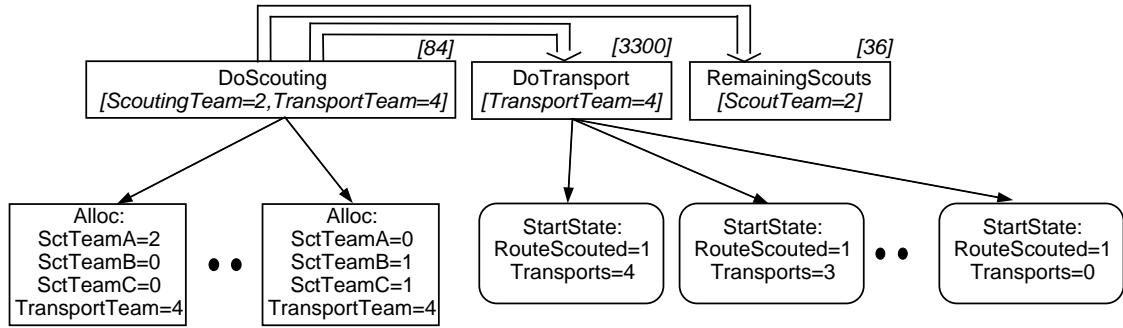 [84]
DoScouting
[ScoutingTeam=2,TransportTeam=4]
[3300]
DoTransport
[TransportTeam=4]
[36]
RemainingScouts
[ScoutTeam=2]
Alloc:
SctTeamA=2
SctTeamB=0
SctTeamC=0
TransportTeam=4
Alloc:
SctTeamA=0
SctTeamB=1
SctTeamC=1
TransportTeam=4
StartState:
RouteScouted=1
Transports=4
StartState:
RouteScouted=1
Transports=3
StartState:
RouteScouted=1
Transports=0